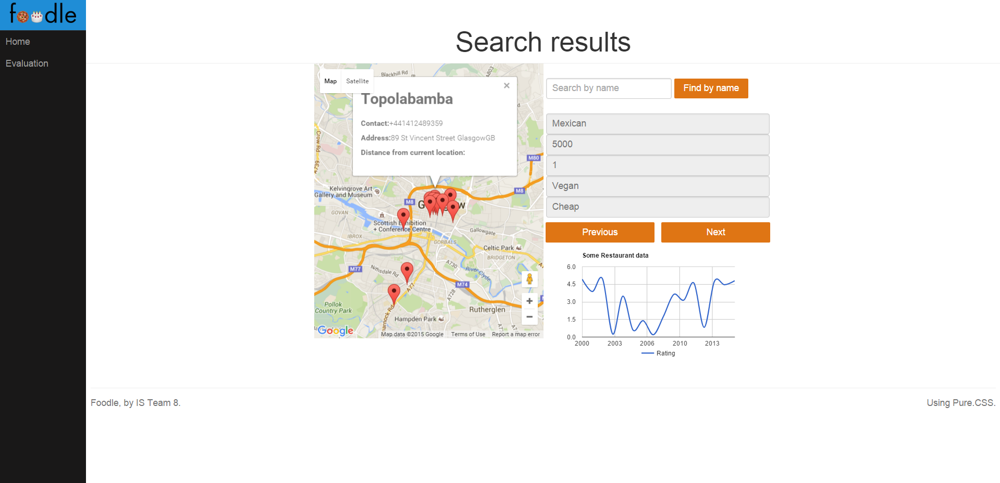 foodle
Home
Evaluation
Search results
Map
Satellite
Blackhill Rd
A803
Topolabamba
Contact:+441412489359
Address:89 St Vincent Street GlasgowGB
Distance from current location:
Crow Rd
A739
M80
Kelvingrove Art
Gallery and Museum
M8
M8
GOVAN
Scottish Exhibition
+ Conference Centre
IBROX
Gallowgate
GORBALS
Celtic Park
BRIDGETON
M77
Nithsdale Rd
A77
A730
River Clyde
M74
A728
Pollok
Country Park
Rutherglen
Hampden Park
Google
Map data ©2015 Google
Terms of Use
Report a map error
Search by name
Find by name
Mexican
5000
1
Vegan
Cheap
Previous
Next
Some Restaurant data
6.0
4.5
3.0
1.5
0.0
2000
2003
2006
2010
2013
Rating
Foodle, by IS Team 8.
Using Pure.CSS.